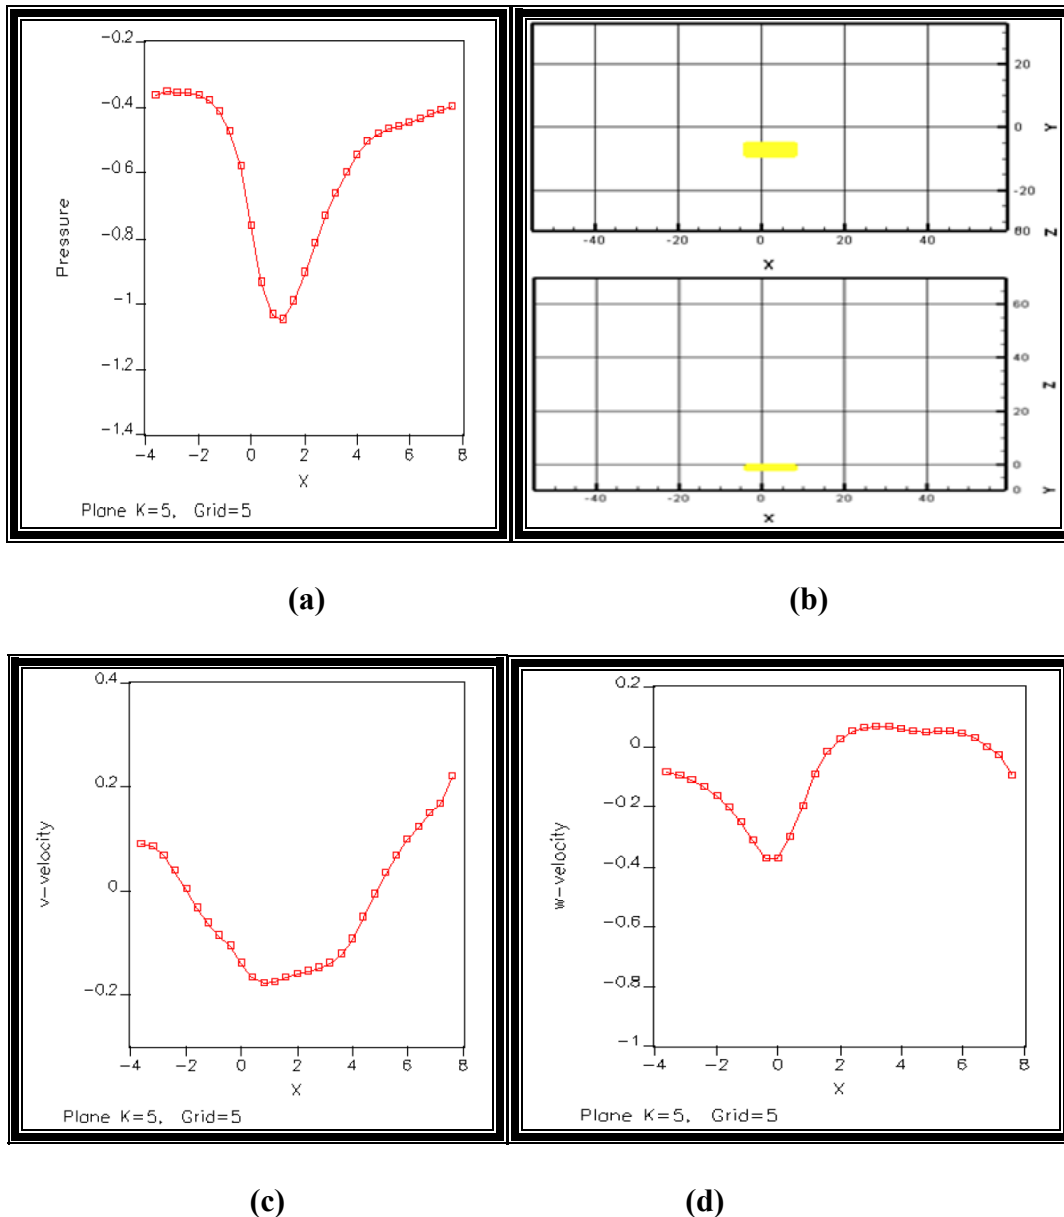 -0.2
-0.4
-0.6
-0.8
-1
-1.2
-1.4
Pressure
-4 -2 0 2 4 6 8
X
Plane K=5, Grid=5
20
0
-20
Y
80
Z
-40 -20 0 20 40
X
60
40
20
0
Z
0
Y
-40 -20 0 20 40
X
(a) (b)
0.4
0.2
0
-0.2
v-velocity
-4 -2 0 2 4 6 8
X
Plane K=5, Grid=5
0.2
0
-0.2
-0.4
-0.6
-0.8
-1
w-velocity
-4 -2 0 2 4 6 8
X
Plane K=5, Grid=5
(c) (d)